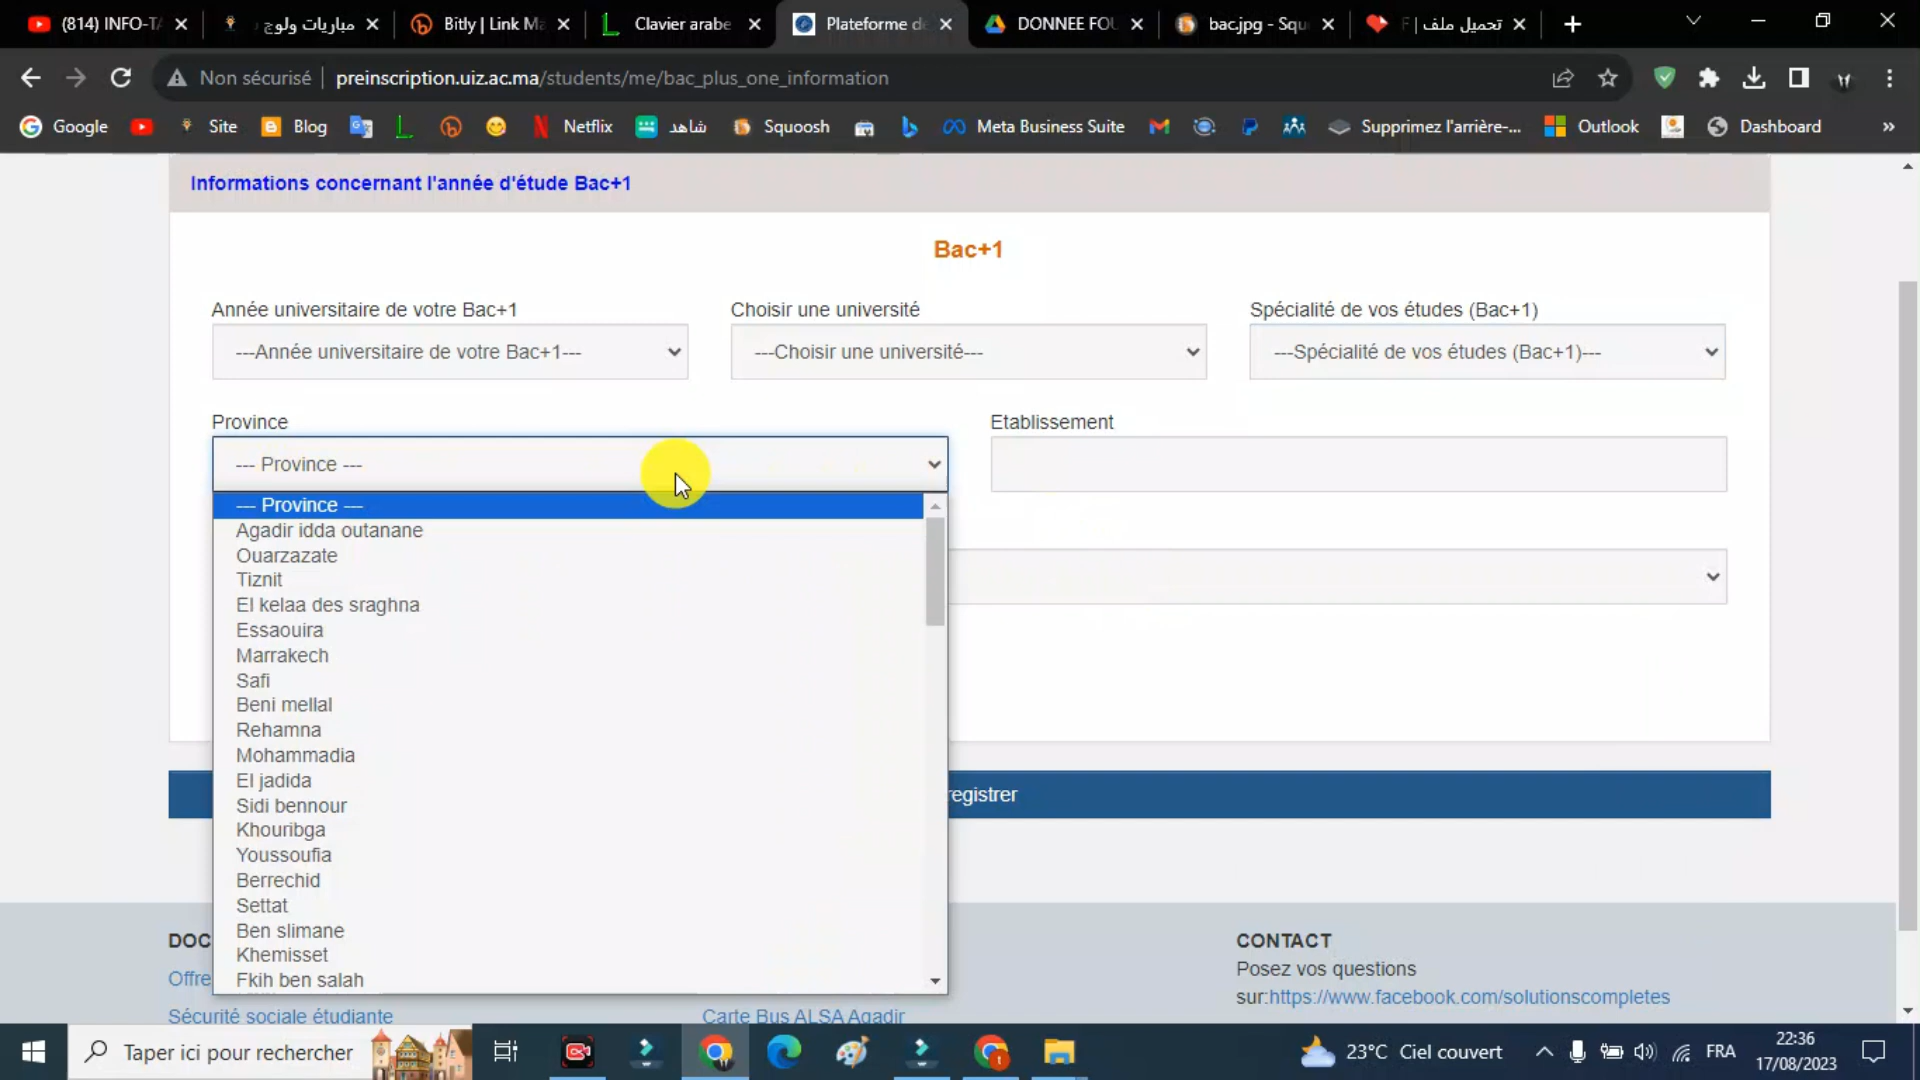 (814) INFO-TA
مباريات ولوج
Bitly | Link Ma
Clavier arabe
Plateforme de
DONNEE FOU
bac.jpg - Squo
تحميل ملف | F
Non sécurisé
preinscription.uiz.ac.ma/students/me/bac_plus_one_information
Google
Site
Blog
Netflix
شاهد
Squoosh
Meta Business Suite
Supprimez l'arrière-...
Outlook
Dashboard
»
Informations concernant l'année d'étude Bac+1
Bac+1
Année universitaire de votre Bac+1
Choisir une université
Spécialité de vos études (Bac+1)
---Année universitaire de votre Bac+1---
---Choisir une université---
---Spécialité de vos études (Bac+1)---
Province
Etablissement
--- Province ---
--- Province ---
Agadir idda outanane
Ouarzazate
Tiznit
El kelaa des sraghna
Essaouira
Marrakech
Safi
Beni mellal
Rehamna
Mohammadia
El jadida
Sidi bennour
Khouribga
Youssoufia
Berrechid
Settat
Ben slimane
Khemisset
Fkih ben salah
registrer
DOC
CONTACT
Offre
Posez vos questions
sur:https://www.facebook.com/solutionscompletes
Sécurité sociale étudiante
Carte Bus ALSA Agadir
Taper ici pour rechercher
23°C Ciel couvert
FRA
22:36
17/08/2023